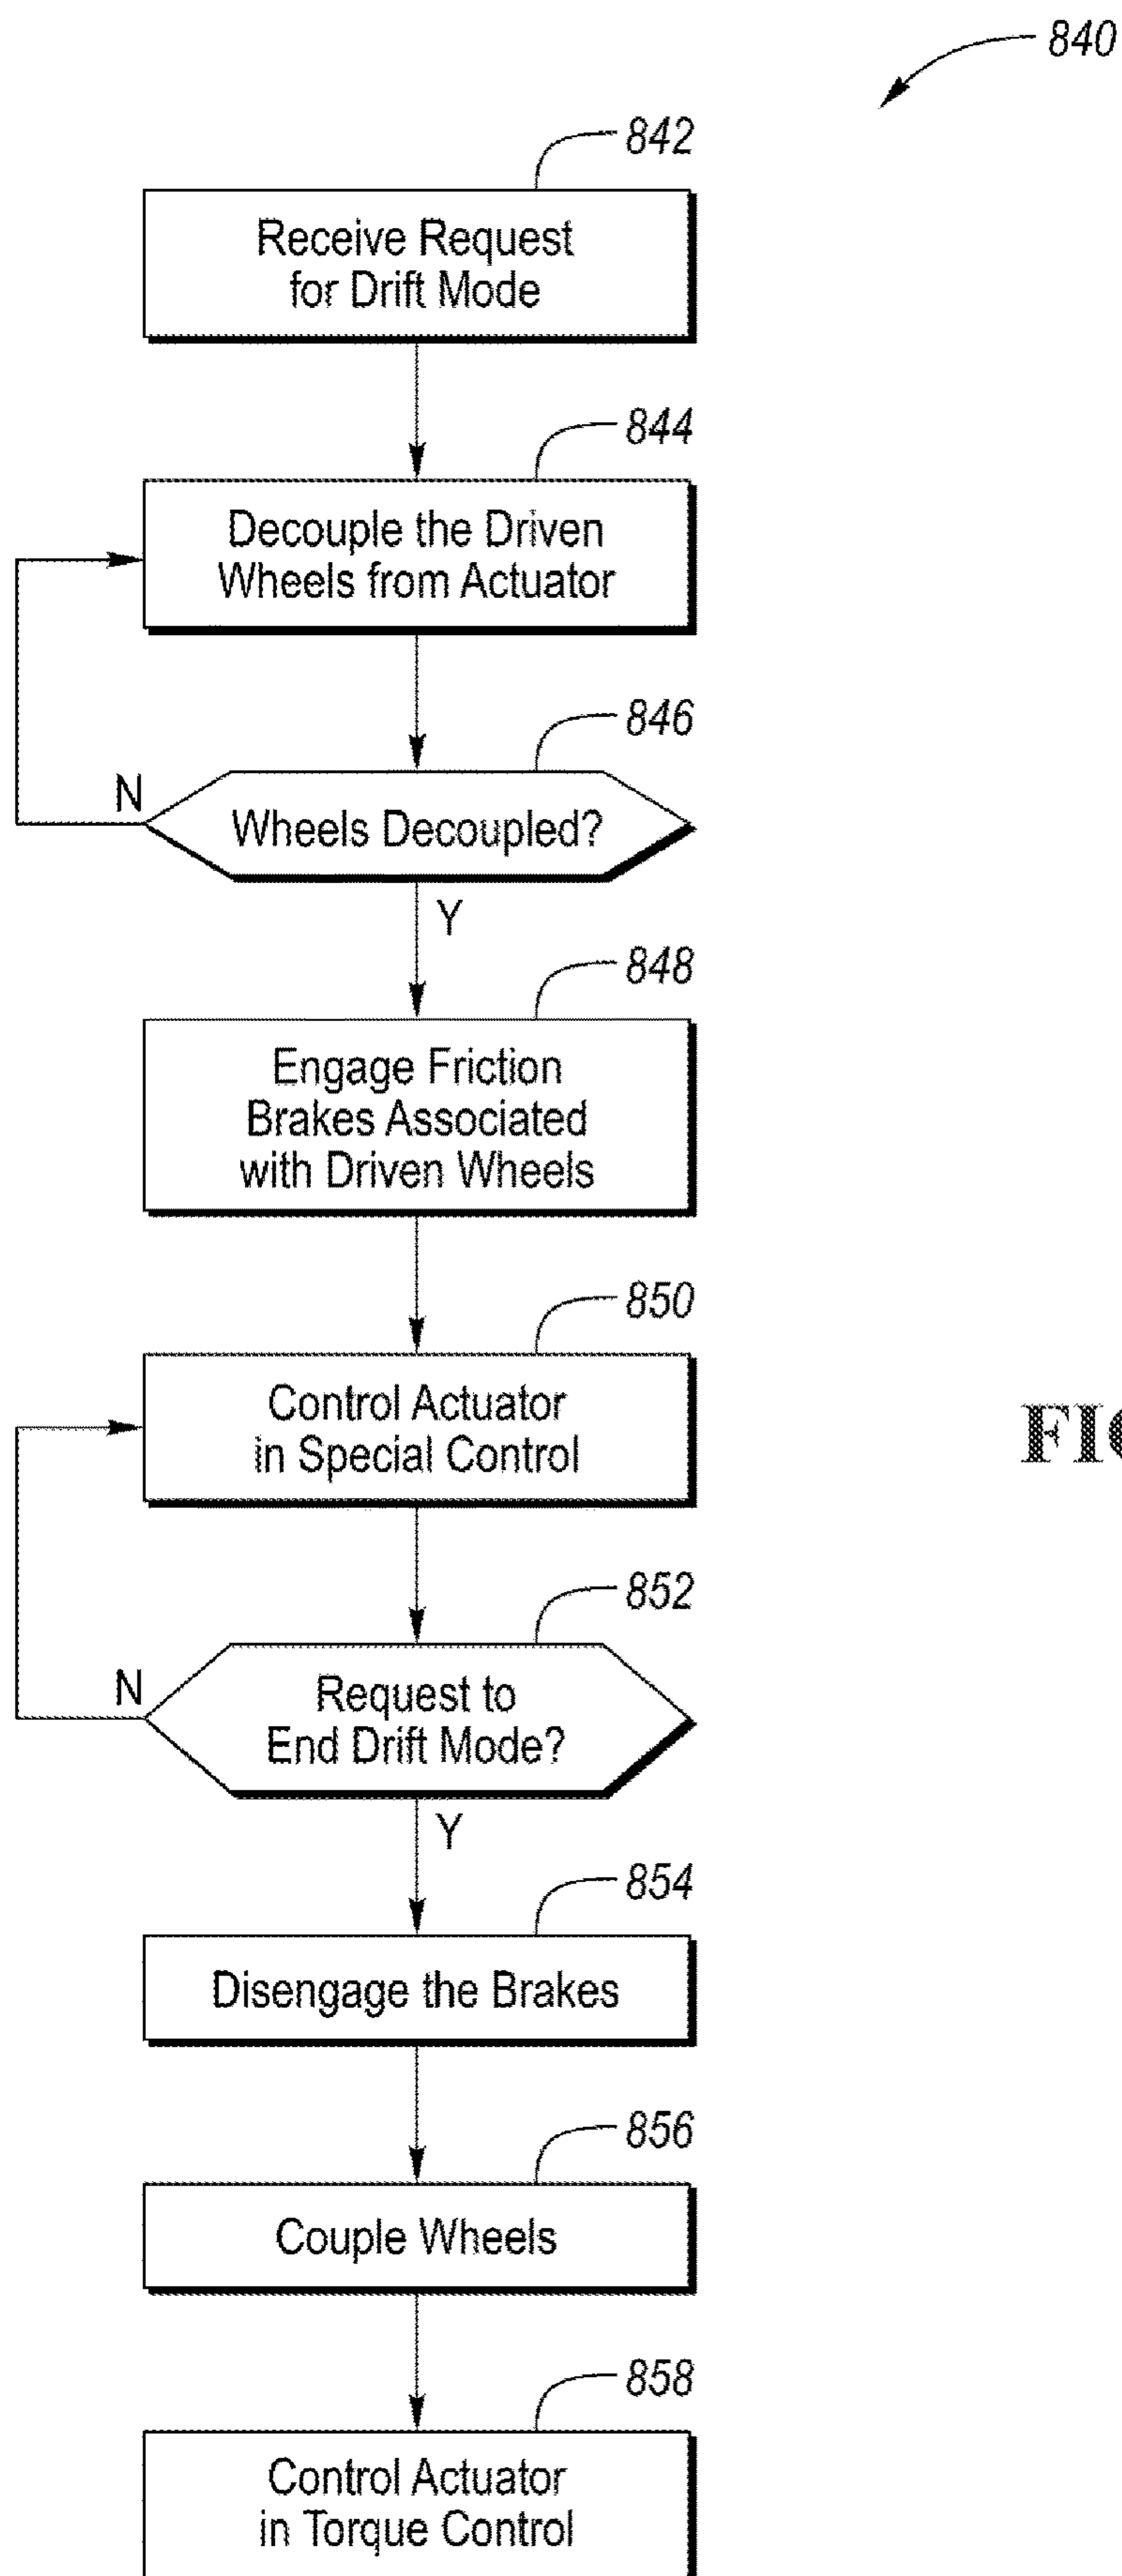 840
842
Receive Request
for Drift Mode
844
Decouple the Driven
Wheels from Actuator
846
N
Wheels Decoupled?
Y
848
Engage Friction
Brakes Associated
with Driven Wheels
850
Control Actuator
in Special Control
FIG
852
N
Request to
End Drift Mode?
Y
854
Disengage the Brakes
856
Couple Wheels
858
Control Actuator
in Torque Control